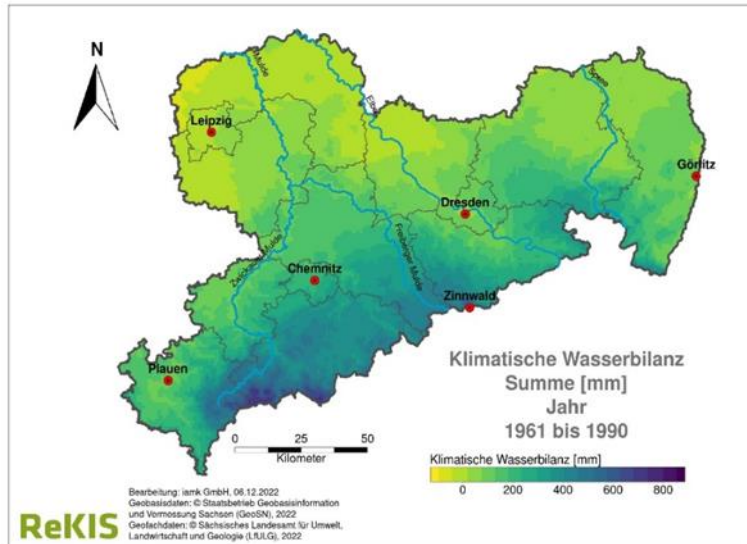 N
Mulde
Elbe
Spree
Leipzig
Görlitz
Dresden
Zwickauer Mulde
Freiberger Mulde
Chemnitz
Zinnwald
Plauen
Klimatische Wasserbilanz
Summe [mm]
Jahr
1961 bis 1990
0 25 50
Kilometer
Klimatische Wasserbilanz [mm]
0 200 400 600 800
ReKIS
Bearbeitung: iamk GmbH, 06.12.2022
Geobasisdaten: © Staatsbetrieb Geobasisinformation
und Vermessung Sachsen (GeoSN), 2022
Geofachdaten: © Sächsisches Landesamt für Umwelt,
Landwirtschaft und Geologie (LfULG), 2022